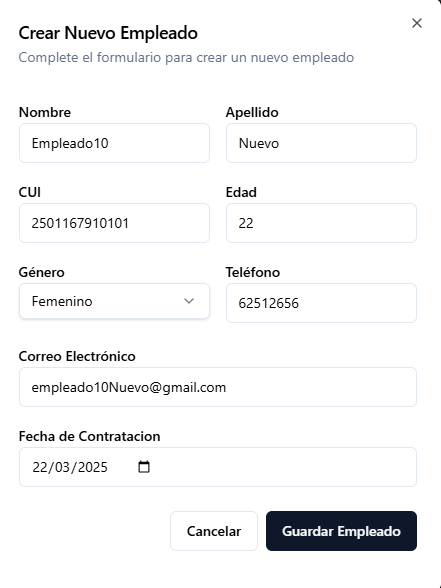 Crear Nuevo Empleado
Complete el formulario para crear un nuevo empleado
Nombre Apellido
Empleado10 Nuevo
CUI Edad
2501167910101 22
Género Teléfono
Femenino 62512656
Correo Electrónico
empleado10Nuevo@gmail.com
Fecha de Contratacion
22/03/2025
Cancelar Guardar Empleado